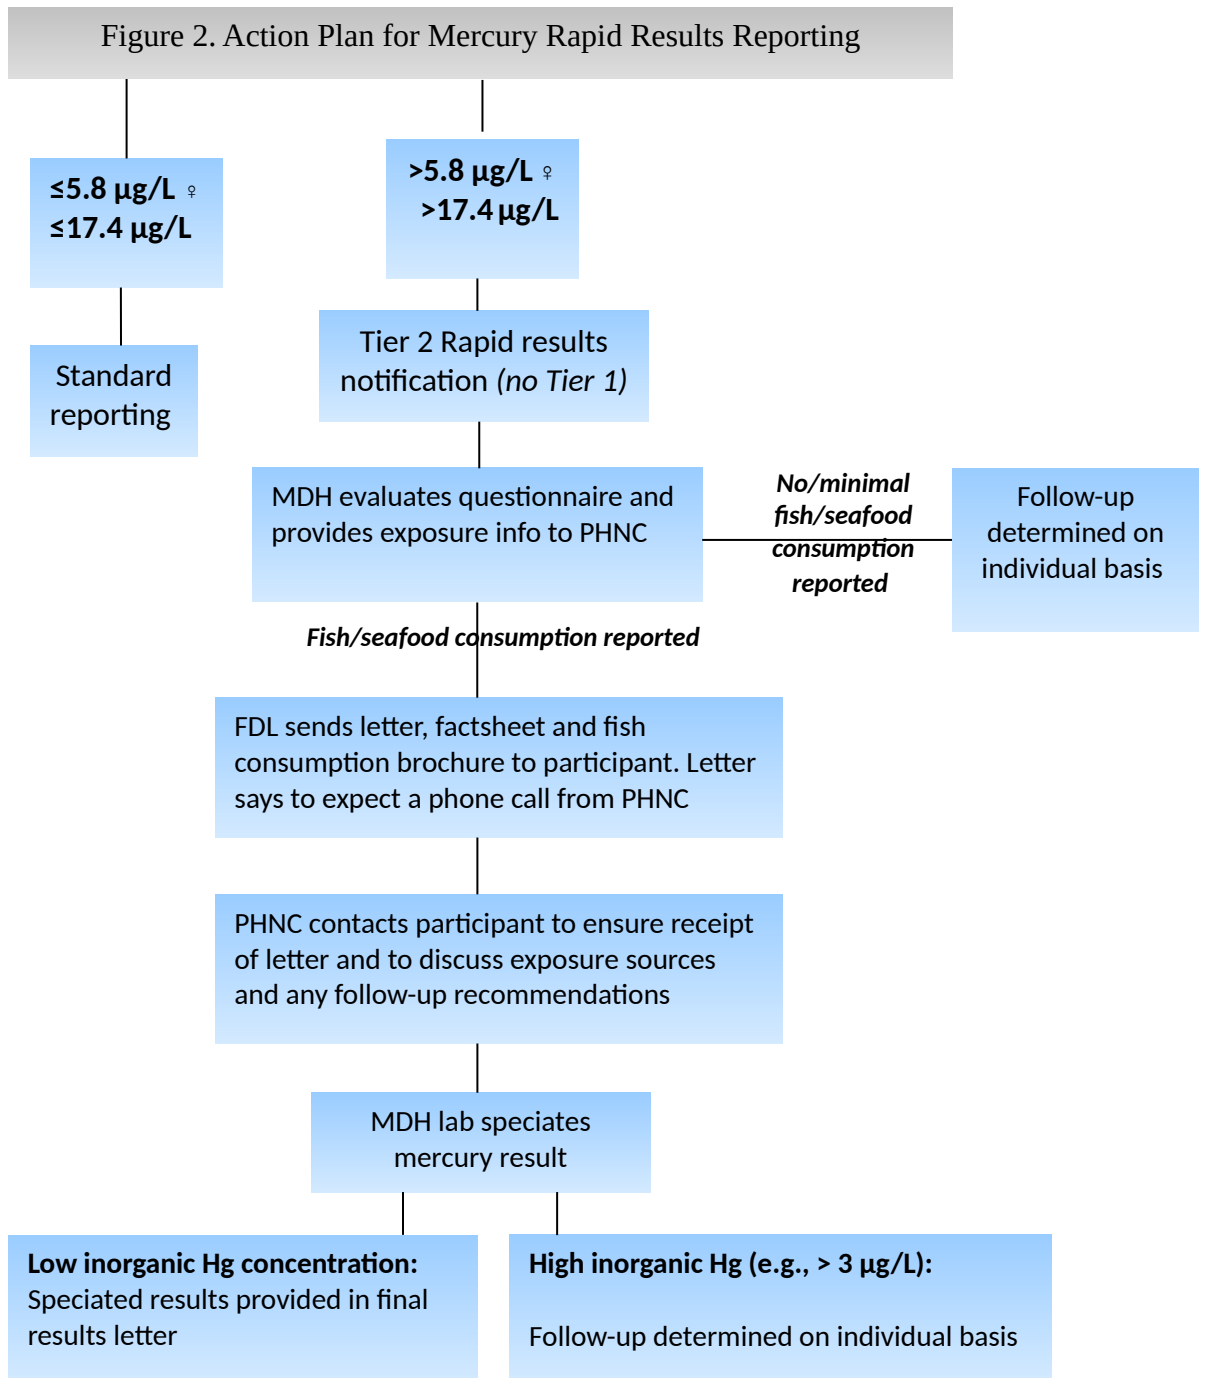 Figure 2. Action Plan for Mercury Rapid Results Reporting
≤5.8 µg/L ♀
≤17.4 µg/L
>5.8 µg/L ♀
>17.4 µg/L
Standard
reporting
Tier 2 Rapid results
notification (no Tier 1)
MDH evaluates questionnaire and
provides exposure info to PHNC
No/minimal
fish/seafood
consumption
reported
Follow-up
determined on
individual basis
Fish/seafood consumption reported
FDL sends letter, factsheet and fish
consumption brochure to participant. Letter
says to expect a phone call from PHNC
PHNC contacts participant to ensure receipt
of letter and to discuss exposure sources
and any follow-up recommendations
MDH lab speciates
mercury result
Low inorganic Hg concentration:
Speciated results provided in final
results letter
High inorganic Hg (e.g., > 3 µg/L):
Follow-up determined on individual basis